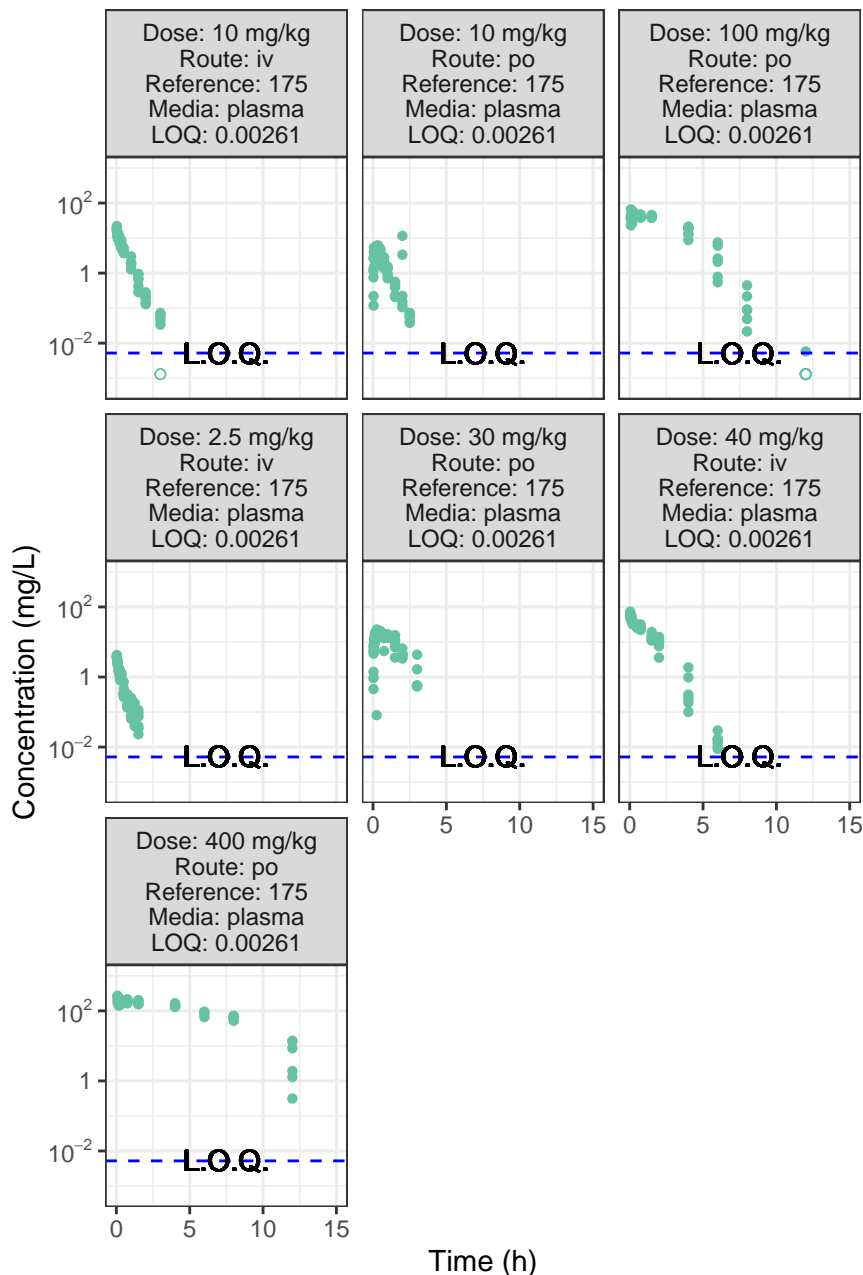 Dose: 10 mg/kg
Route: iv
Reference: 175
Media: plasma
LOQ: 0.00261
Dose: 10 mg/kg
Route: po
Reference: 175
Media: plasma
LOQ: 0.00261
Dose: 100 mg/kg
Route: po
Reference: 175
Media: plasma
LOQ: 0.00261
10²
1
10⁻²
L.O.Q.
L.O.Q.
L.O.Q.
Dose: 2.5 mg/kg
Route: iv
Reference: 175
Media: plasma
LOQ: 0.00261
Dose: 30 mg/kg
Route: po
Reference: 175
Media: plasma
LOQ: 0.00261
Dose: 40 mg/kg
Route: iv
Reference: 175
Media: plasma
LOQ: 0.00261
Concentration (mg/L)
10²
1
10⁻²
L.O.Q.
L.O.Q.
L.O.Q.
0 5 10 15
0 5 10 15
Dose: 400 mg/kg
Route: po
Reference: 175
Media: plasma
LOQ: 0.00261
10²
1
10⁻²
L.O.Q.
0 5 10 15
Time (h)